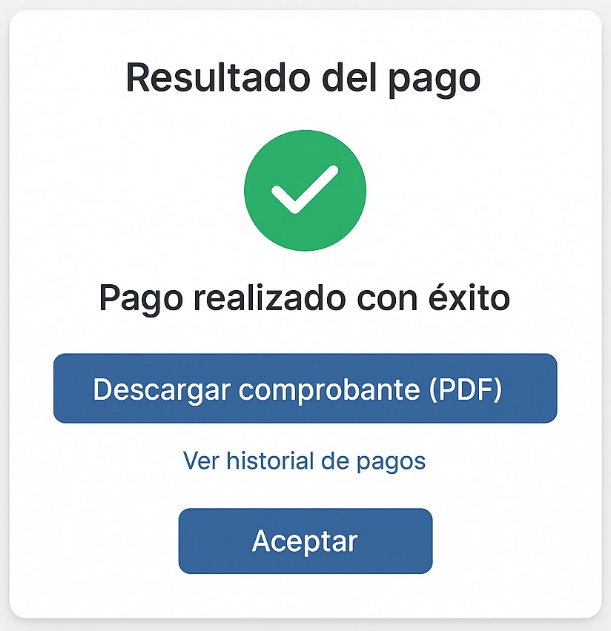 Resultado del pago
Pago realizado con éxito
Descargar comprobante (PDF)
Ver historial de pagos
Aceptar